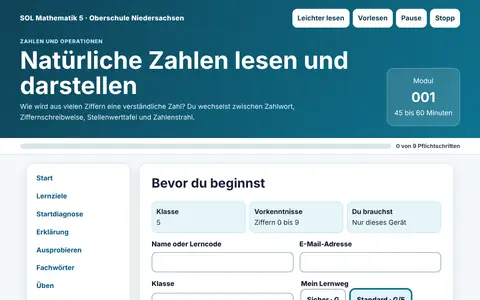 SOL Mathematik 5 · Oberschule Niedersachsen
Leichter lesen
Vorlesen
Pause
Stopp
ZAHLEN UND OPERATIONEN
Natürliche Zahlen lesen und
darstellen
Wie wird aus vielen Ziffern eine verständliche Zahl? Du wechselst zwischen Zahlwort,
Ziffernschreibweise, Stellenwerttafel und Zahlenstrahl.
Modul
001
45 bis 60 Minuten
0 von 9 Pflichtschritten
Start
Lernziele
Startdiagnose
Erklärung
Ausprobieren
Fachwörter
Üben
Bevor du beginnst
Klasse
5
Vorkenntnisse
Ziffern 0 bis 9
Du brauchst
Nur dieses Gerät
Name oder Lerncode
E-Mail-Adresse
Klasse
Mein Lernweg
Sicher · G
Standard · G/E